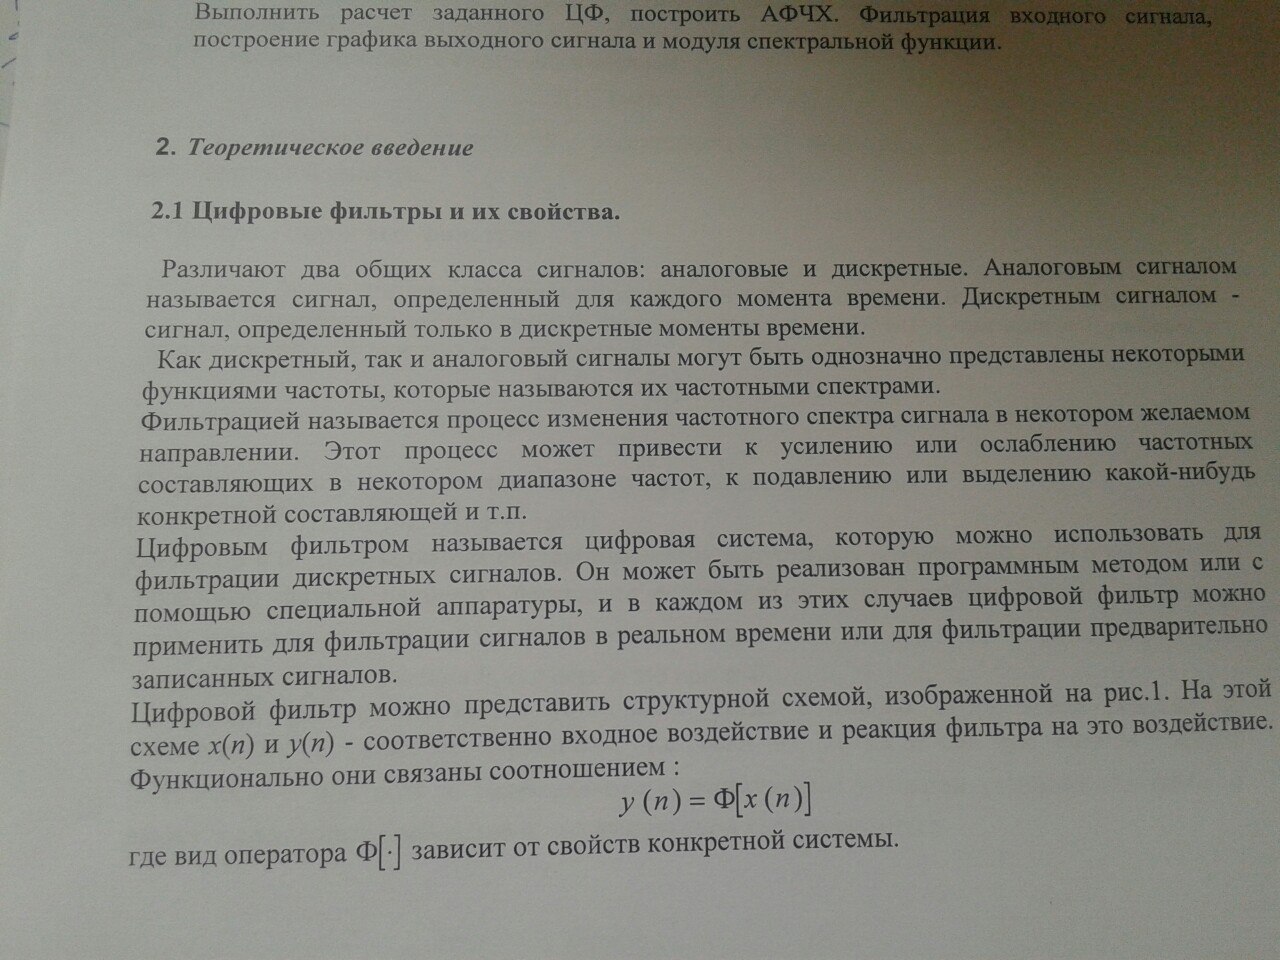 Выполнить расчет заданного ЦФ, построить АФЧХ. Фильтрация входного сигнала,
построение графика выходного сигнала и модуля спектральной функции.
2. Теоретическое введение
2.1 Цифровые фильтры и их свойства.
Различают два общих класса сигналов: аналоговые и дискретные. Аналоговым сигналом
называется сигнал, определенный для каждого момента времени. Дискретным сигналом -
сигнал, определенный только в дискретные моменты времени.
Как дискретный, так и аналоговый сигналы могут быть однозначно представлены некоторыми
функциями частоты, которые называются их частотными спектрами.
Фильтрацией называется процесс изменения частотного спектра сигнала в некотором желаемом
направлении. Этот процесс может привести к усилению или ослаблению частотных
составляющих в некотором диапазоне частот, к подавлению или выделению какой-нибудь
конкретной составляющей и т.п.
Цифровым фильтром называется цифровая система, которую можно использовать для
фильтрации дискретных сигналов. Он может быть реализован программным методом или с
помощью специальной аппаратуры, и в каждом из этих случаев цифровой фильтр можно
применить для фильтрации сигналов в реальном времени или для фильтрации предварительно
записанных сигналов.
Цифровой фильтр можно представить структурной схемой, изображенной на рис.1. На этой
схеме x(n) и y(n) - соответственно входное воздействие и реакция фильтра на это воздействие.
Функционально они связаны соотношением :
y (n) = Φ[x (n)]
где вид оператора Φ[·] зависит от свойств конкретной системы.